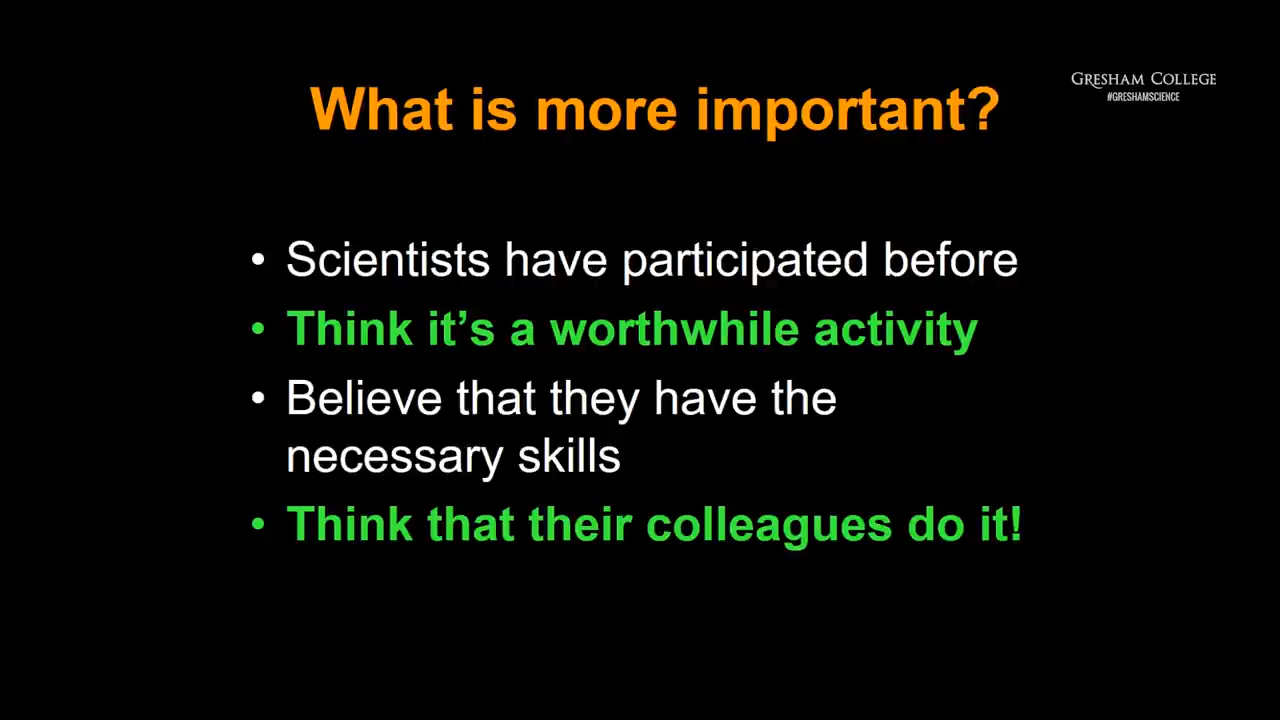 GRESHAM COLLEGE
#GRESHAMSCIENCE
What is more important?
• Scientists have participated before
• Think it’s a worthwhile activity
• Believe that they have the
necessary skills
• Think that their colleagues do it!